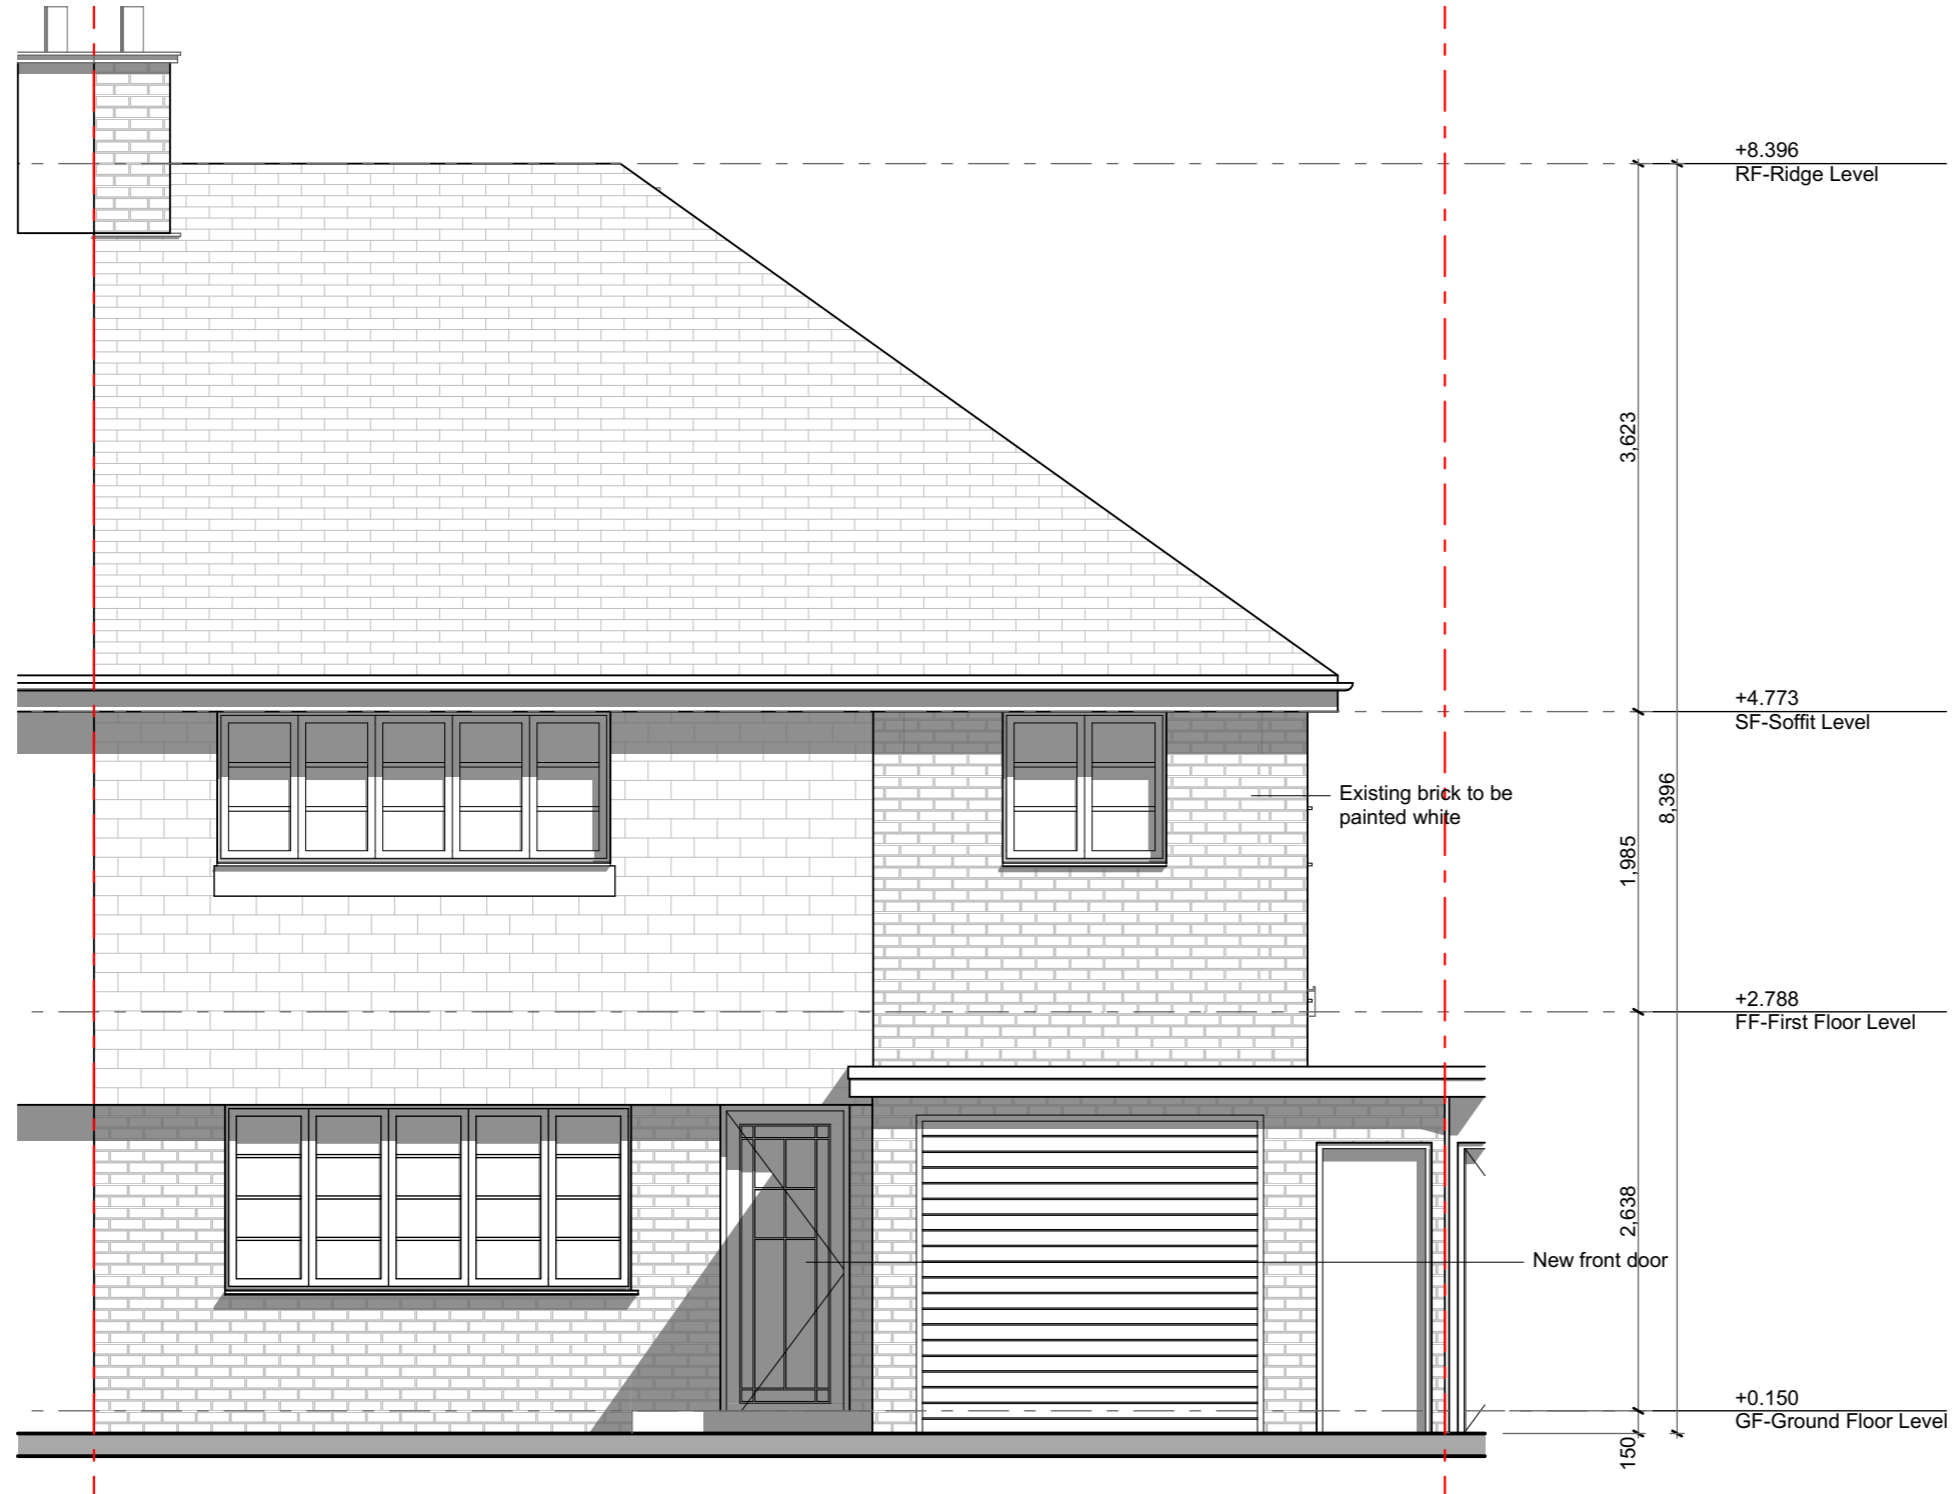 +8.396
RF-Ridge Level
3,623
+4.773
SF-Soffit Level
Existing brick to be
painted white
8,396
1,985
+2.788
FF-First Floor Level
2,638
New front door
+0.150
GF-Ground Floor Level
150